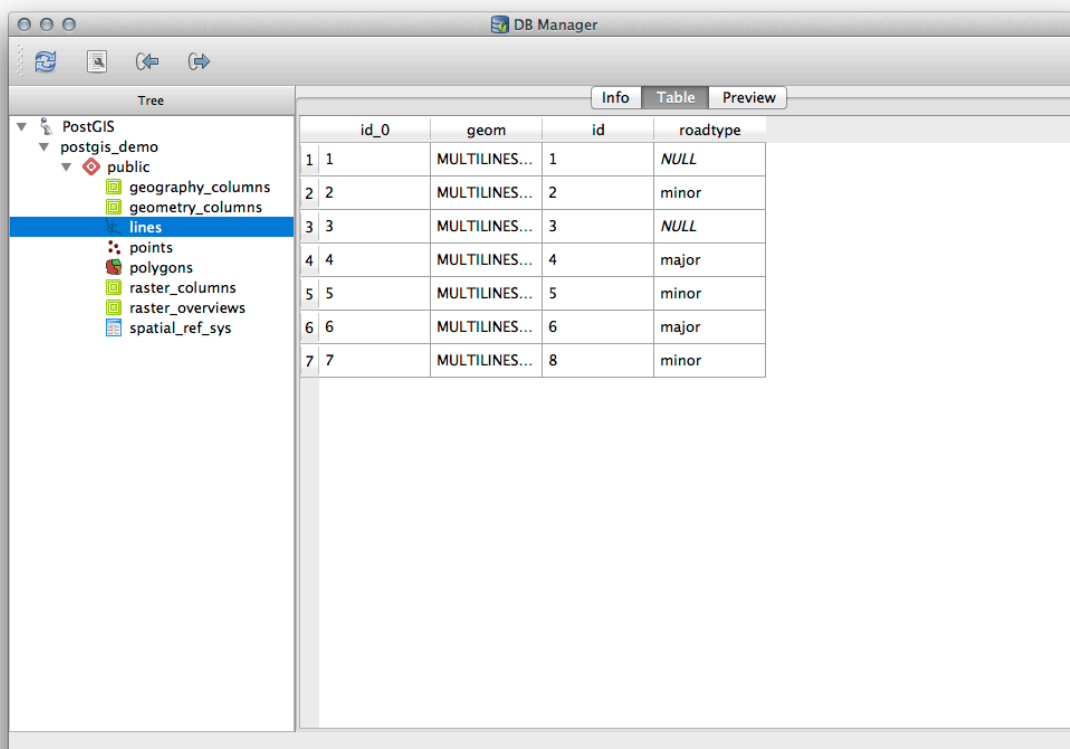 DB Manager
Tree
PostGIS
postgis_demo
public
geography_columns
geometry_columns
lines
points
polygons
raster_columns
raster_overviews
spatial_ref_sys
Info Table Preview
id_0 geom id roadtype
1 1 MULTILINES... 1 NULL
2 2 MULTILINES... 2 minor
3 3 MULTILINES... 3 NULL
4 4 MULTILINES... 4 major
5 5 MULTILINES... 5 minor
6 6 MULTILINES... 6 major
7 7 MULTILINES... 8 minor